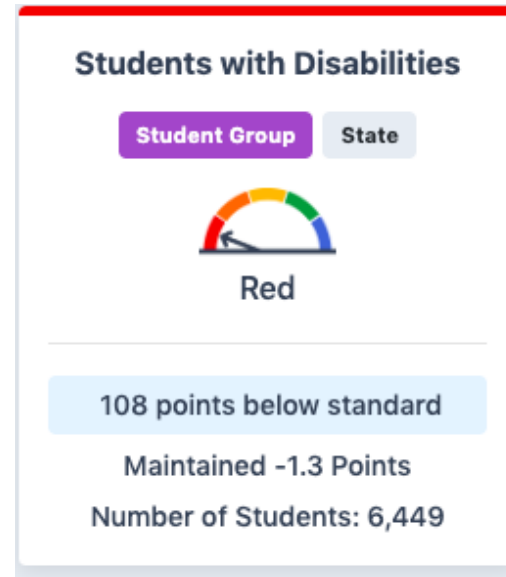 Students with Disabilities
Student Group State
Red
108 points below standard
Maintained -1.3 Points
Number of Students: 6,449